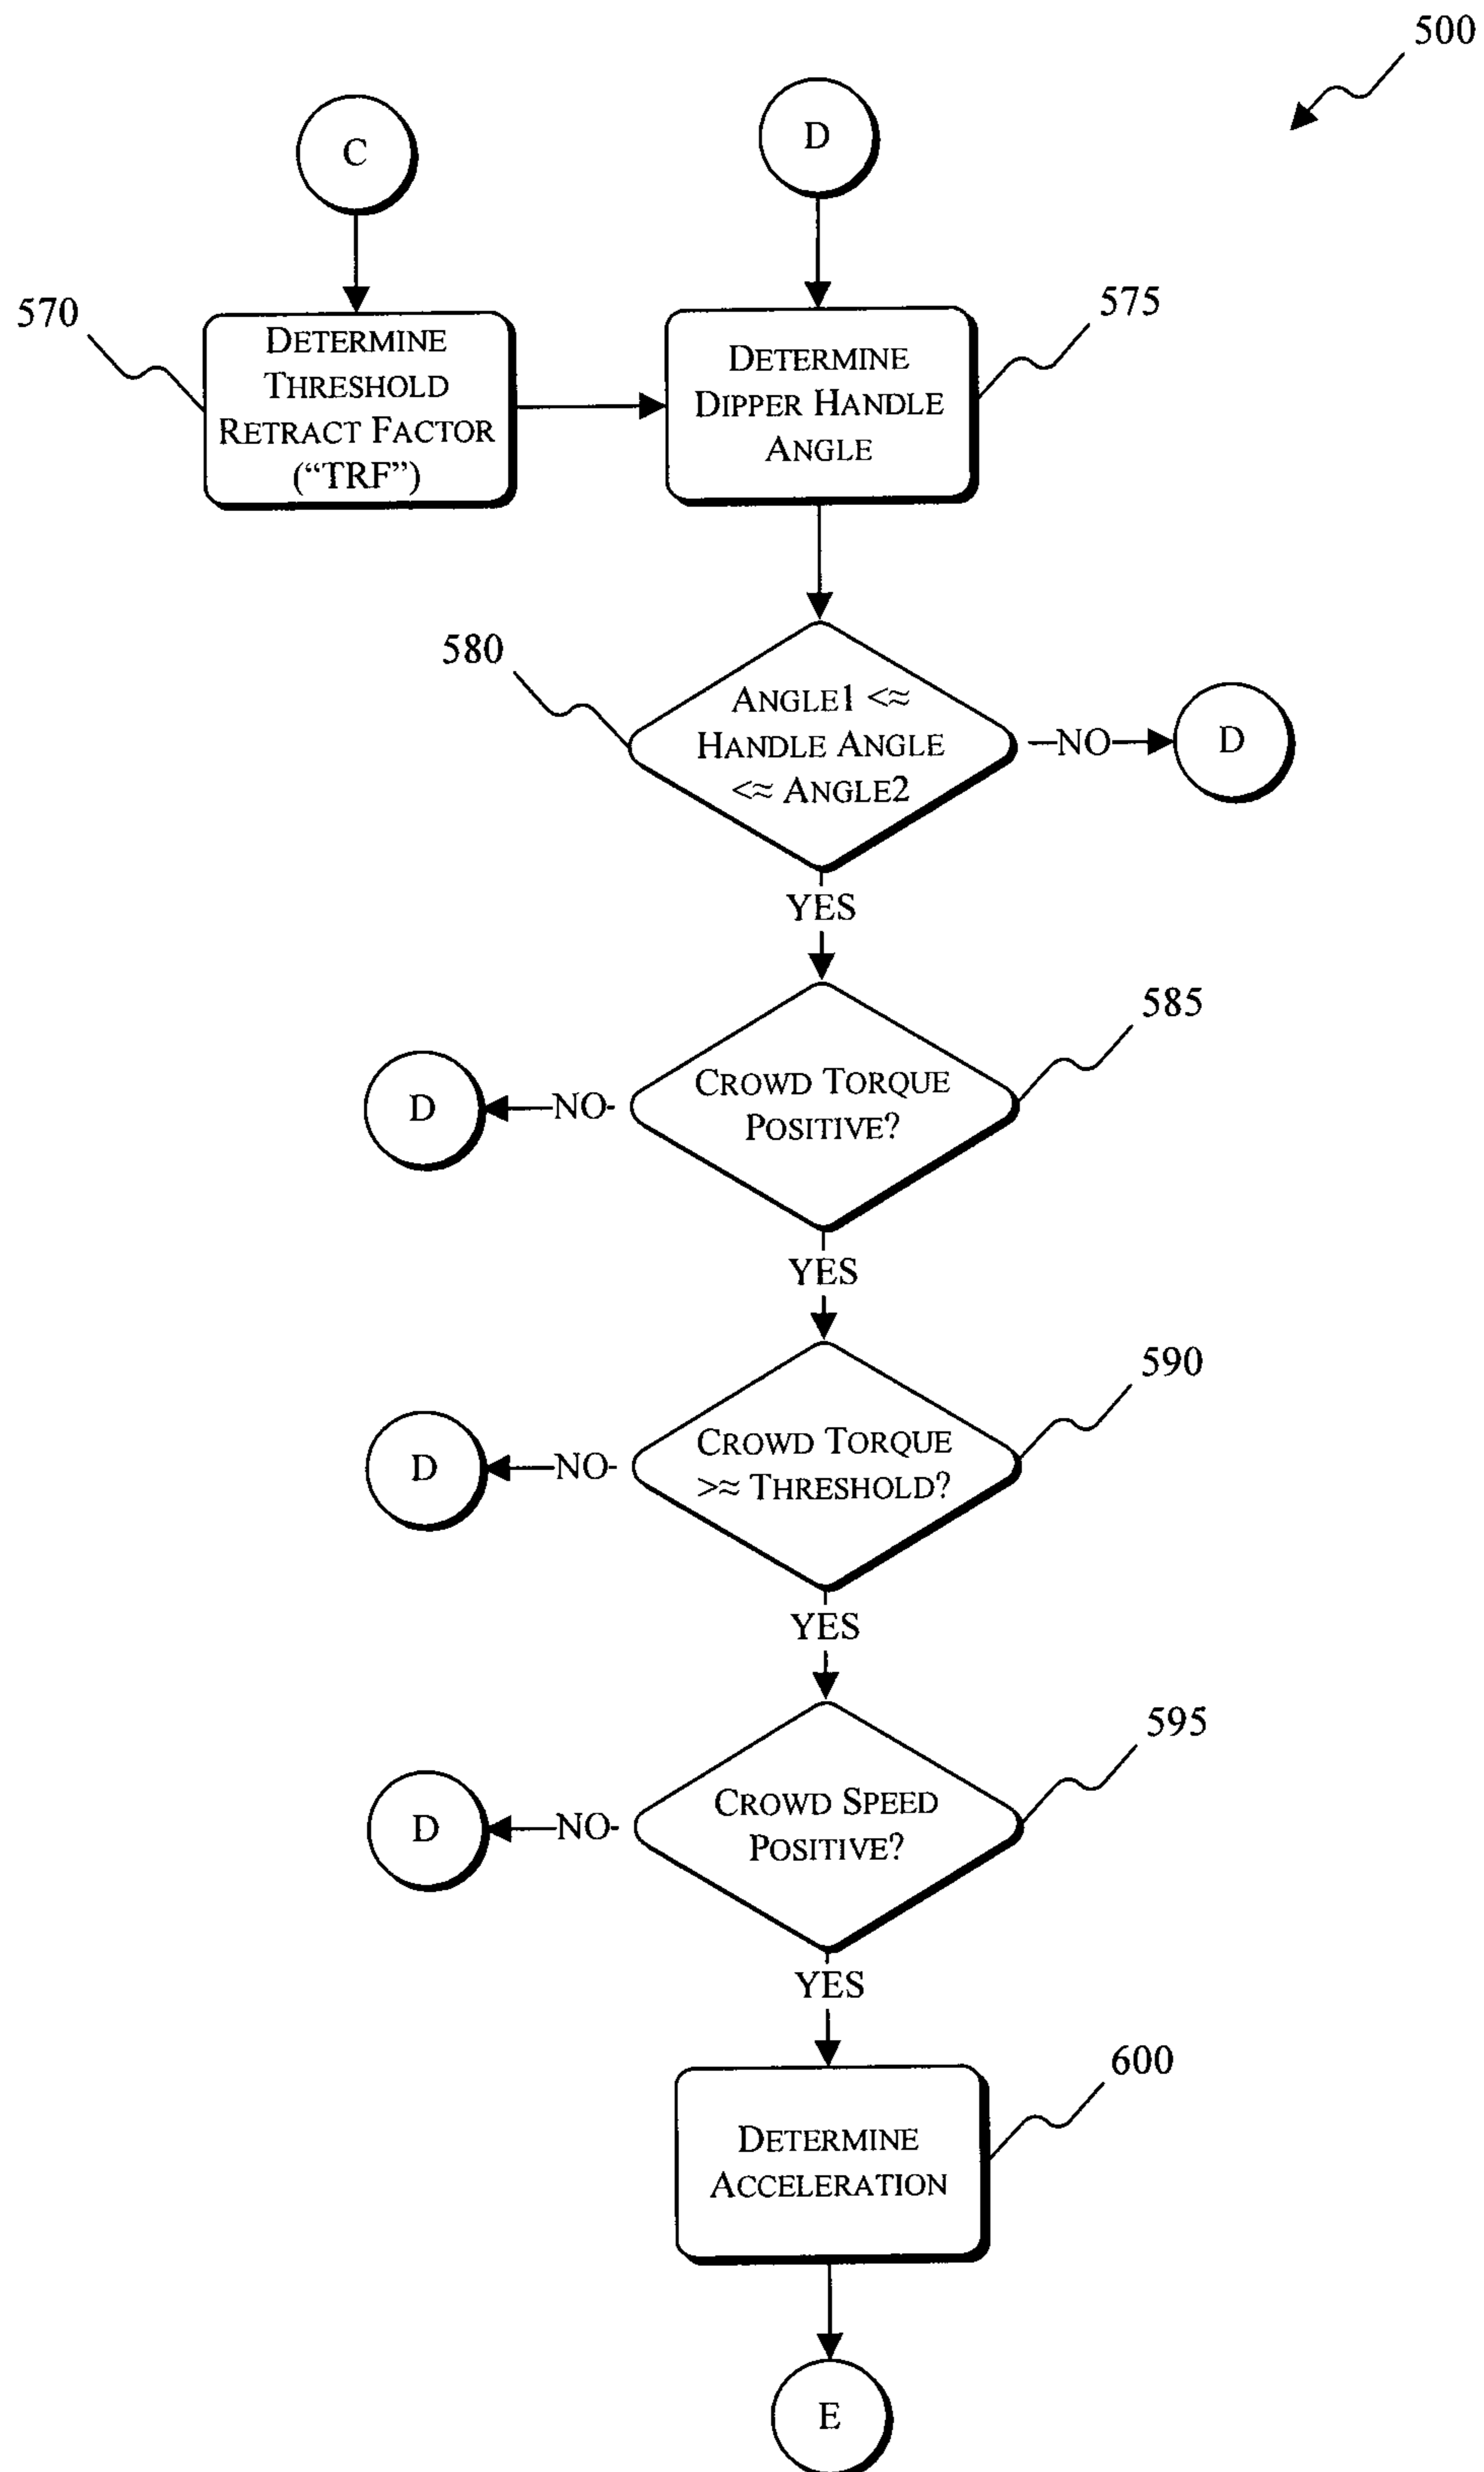 500
C
D
570
DETERMINE
THRESHOLD
RETRACT FACTOR
("TRF")
575
DETERMINE
DIPPER HANDLE
ANGLE
580
ANGLE1 <≈
HANDLE ANGLE
<≈ ANGLE2
NO
D
YES
585
CROWD TORQUE
POSITIVE?
NO
D
YES
590
CROWD TORQUE
>≈ THRESHOLD?
NO
D
YES
595
CROWD SPEED
POSITIVE?
NO
D
YES
600
DETERMINE
ACCELERATION
E